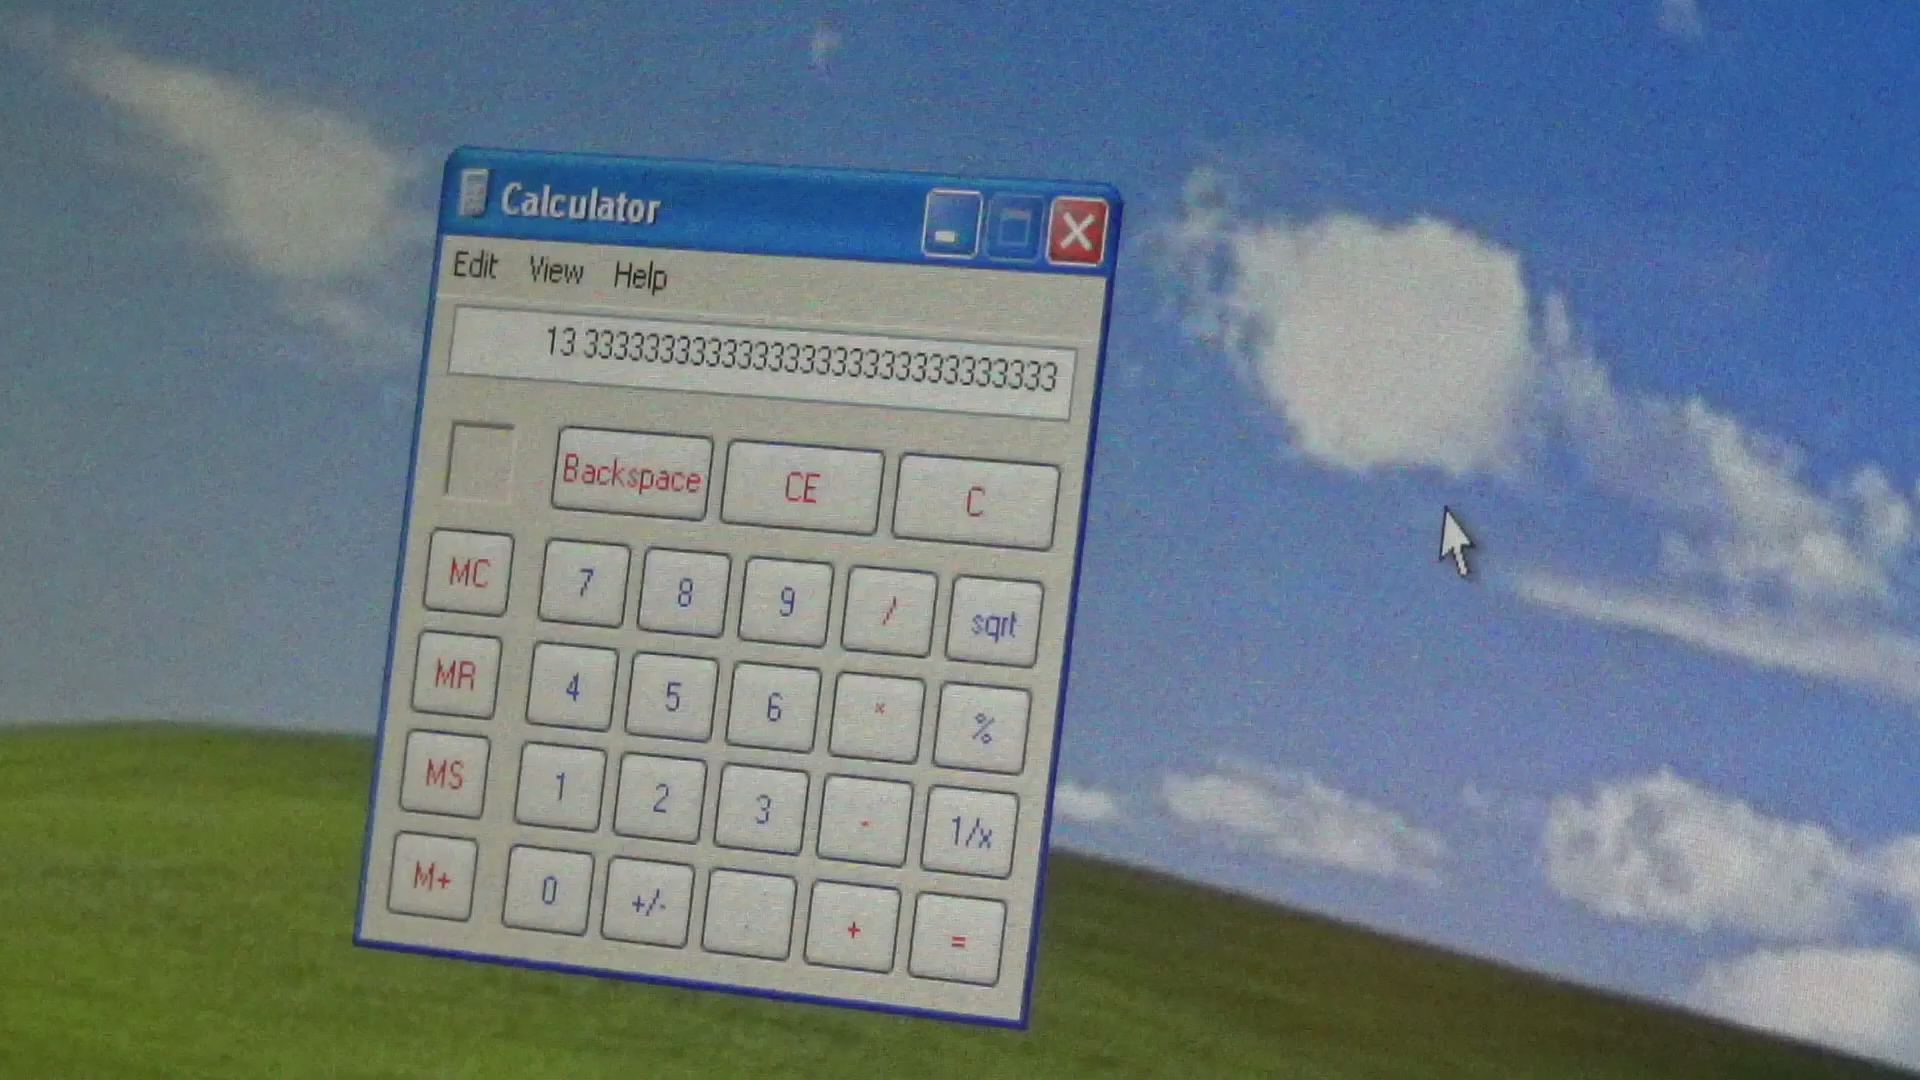 Calculator
Edit View Help
13.333333333333333333333333333333
Backspace CE C
MC 7 8 9 / sqrt
MR 4 5 6 * %
MS 1 2 3 - 1/x
M+ 0 +/- . + =